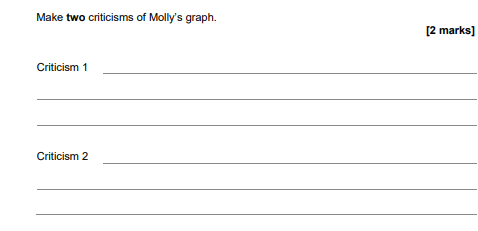 Make two criticisms of Molly's graph.
[2 marks]
Criticism 1
Criticism 2